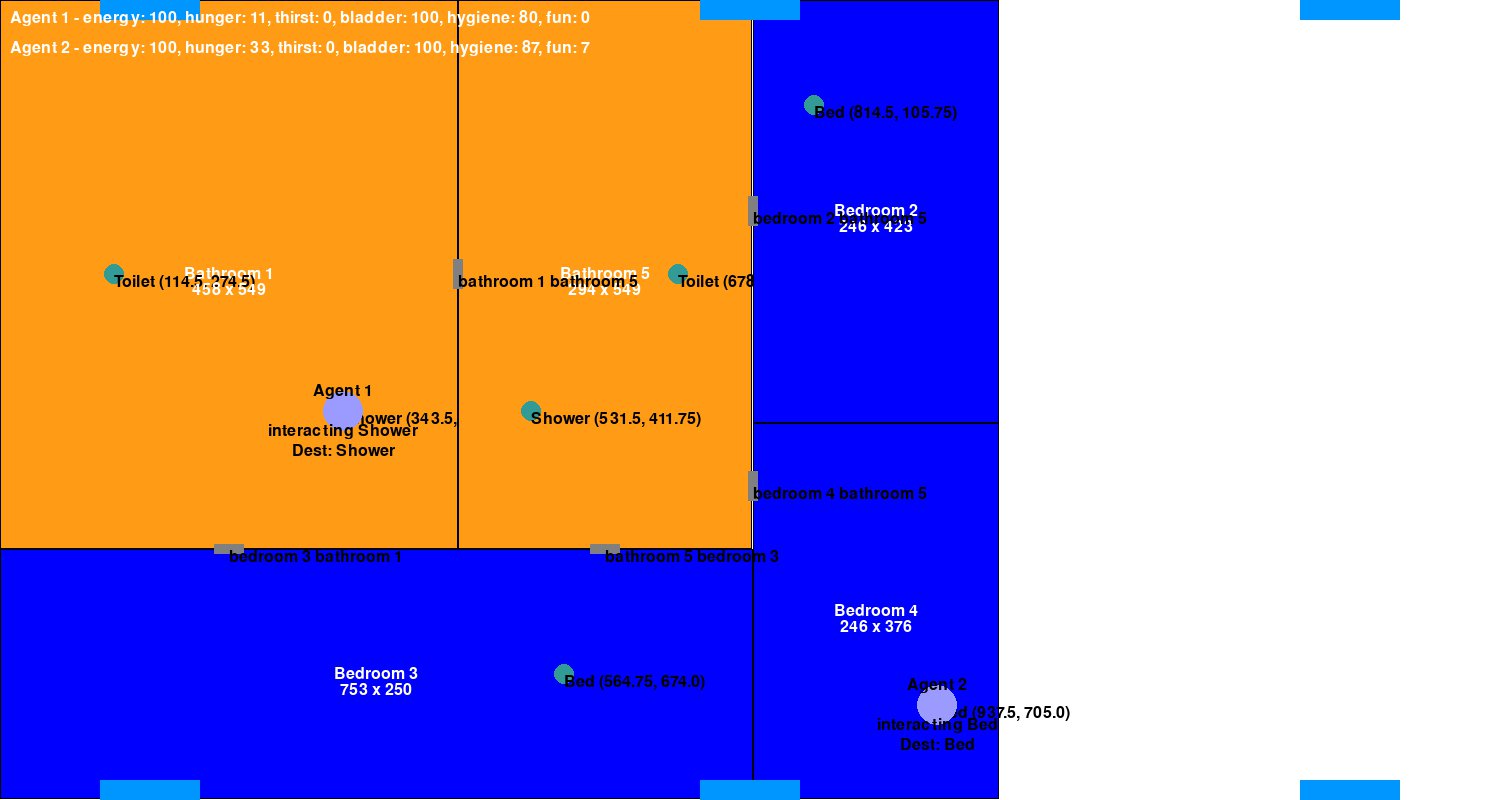 Agent 1 - energy: 100, hunger: 11, thirst: 0, bladder: 100, hygiene: 80, fun: 0
Agent 2 - energy: 100, hunger: 33, thirst: 0, bladder: 100, hygiene: 87, fun: 7
Bed (814.5, 105.75)
Bedroom 2
246 x 423
bedroom 2 bathroom 5
Bathroom 1
458 x 549
Toilet (114.5, 274.5)
bathroom 1 bathroom 5
Bathroom 5
294 x 549
Toilet (678
Agent 1
ower (343.5,
interacting Shower
Dest: Shower
Shower (531.5, 411.75)
bedroom 4 bathroom 5
bedroom 3 bathroom 1
bathroom 5 bedroom 3
Bedroom 4
246 x 376
Bedroom 3
753 x 250
Bed (564.75, 674.0)
Agent 2
d (937.5, 705.0)
interacting Bed
Dest: Bed